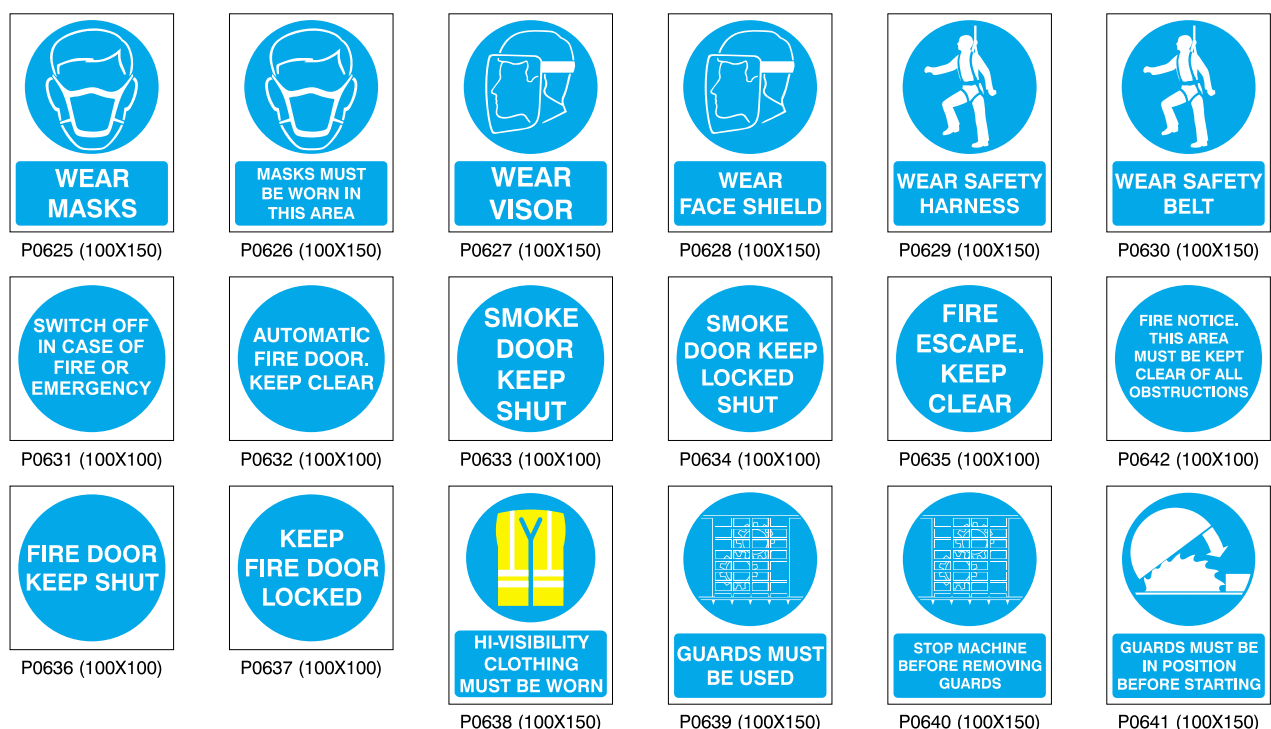 WEAR
MASKS
P0625 (100X150)
MASKS MUST
BE WORN IN
THIS AREA
P0626 (100X150)
WEAR
VISOR
P0627 (100X150)
WEAR
FACE SHIELD
P0628 (100X150)
WEAR SAFETY
HARNESS
P0629 (100X150)
WEAR SAFETY
BELT
P0630 (100X150)
SWITCH OFF
IN CASE OF
FIRE OR
EMERGENCY
P0631 (100X100)
AUTOMATIC
FIRE DOOR.
KEEP CLEAR
P0632 (100X100)
SMOKE
DOOR
KEEP
SHUT
P0633 (100X100)
SMOKE
DOOR KEEP
LOCKED
SHUT
P0634 (100X100)
FIRE
ESCAPE.
KEEP
CLEAR
P0635 (100X100)
FIRE NOTICE.
THIS AREA
MUST BE KEPT
CLEAR OF ALL
OBSTRUCTIONS
P0642 (100X100)
FIRE DOOR
KEEP SHUT
P0636 (100X100)
KEEP
FIRE DOOR
LOCKED
P0637 (100X100)
HI-VISIBILITY
CLOTHING
MUST BE WORN
P0638 (100X150)
GUARDS MUST
BE USED
P0639 (100X150)
STOP MACHINE
BEFORE REMOVING
GUARDS
P0640 (100X150)
GUARDS MUST BE
IN POSITION
BEFORE STARTING
P0641 (100X150)